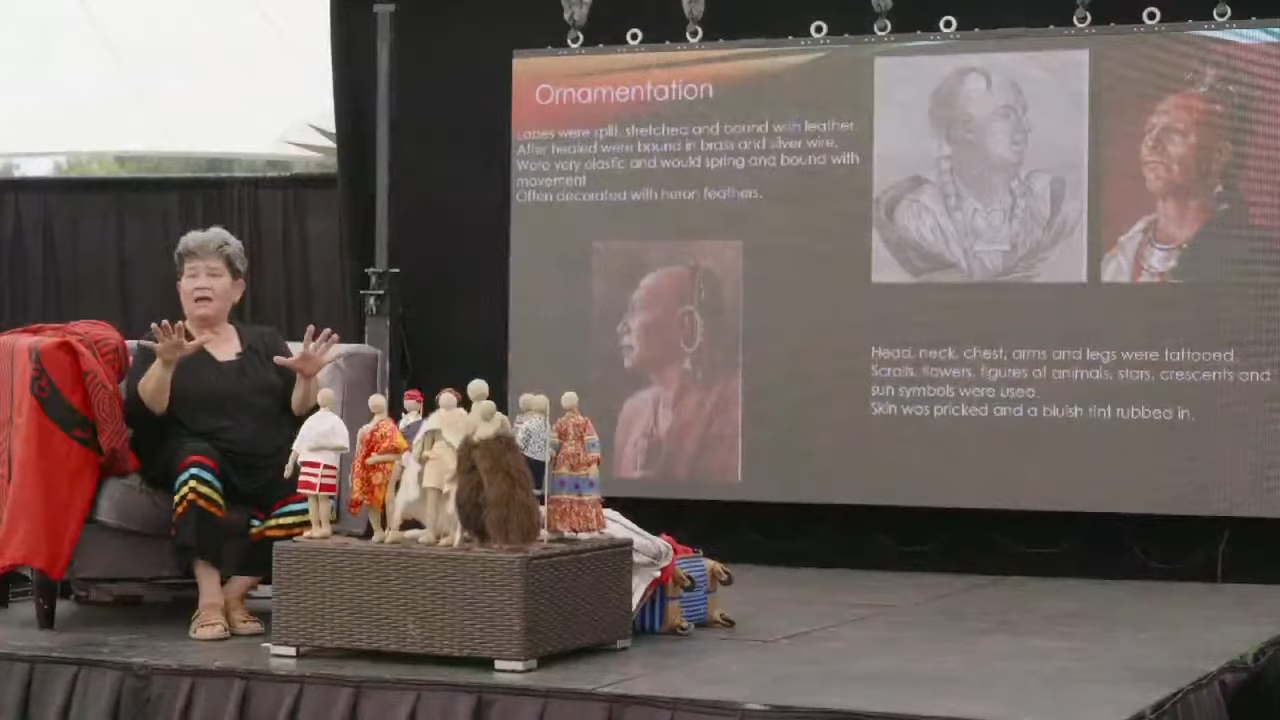 Ornamentation
Lobes were split, stretched and bound with leather.
After healed were bound in brass and silver wire.
Were very elastic and would spring and bound with
movement
Often decorated with heron feathers.
Head, neck, chest, arms and legs were tattooed.
Scrolls, flowers, figures of animals, stars, crescents and
sun symbols were used.
Skin was pricked and a bluish tint rubbed in.